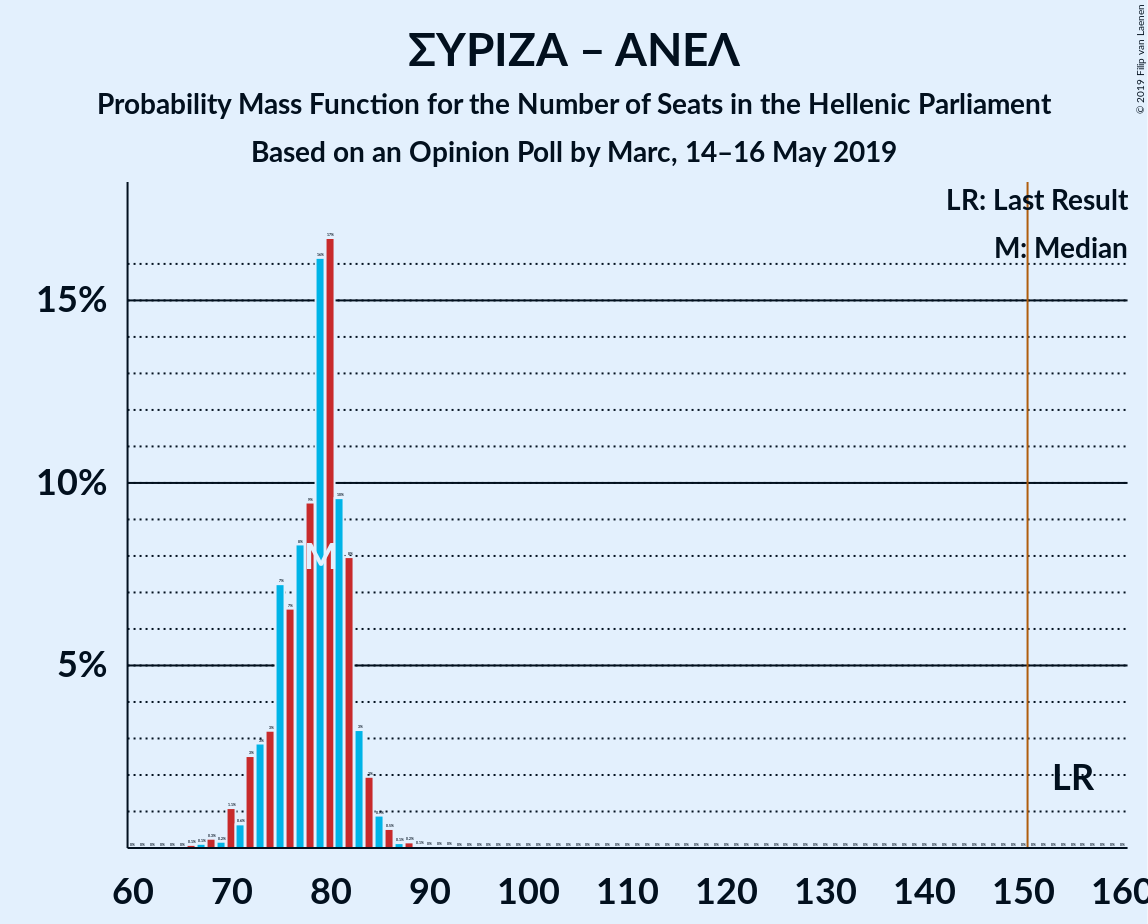 ΣΥΡΙΖΑ – ΑΝΕΛ
Probability Mass Function for the Number of Seats in the Hellenic Parliament
Based on an Opinion Poll by Marc, 14–16 May 2019
© 2019 Filip van Laenen
LR: Last Result
M: Median
15%
10%
5%
M
LR
60 70 80 90 100 110 120 130 140 150 160